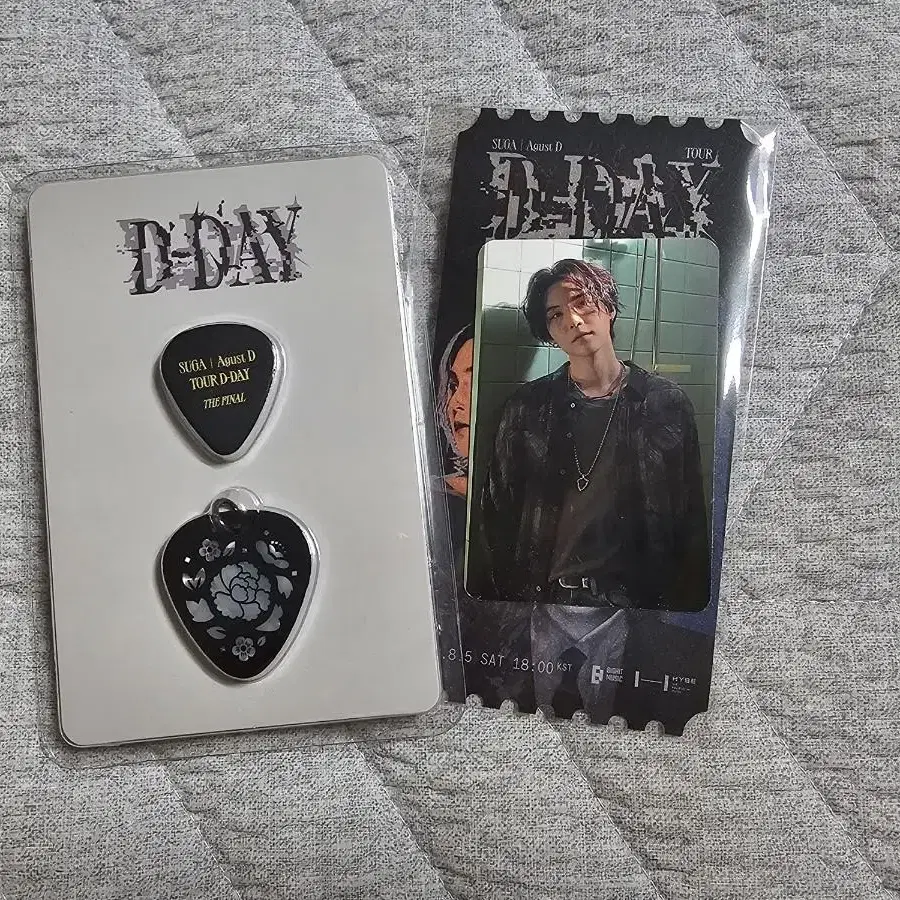 D-DAY
SUGA | Agust D
TOUR D-DAY
THE FINAL
SUGA | Agust D TOUR
D-DAY
.8.5 SAT 18:00 KST
BIGHIT
MUSIC
HYBE